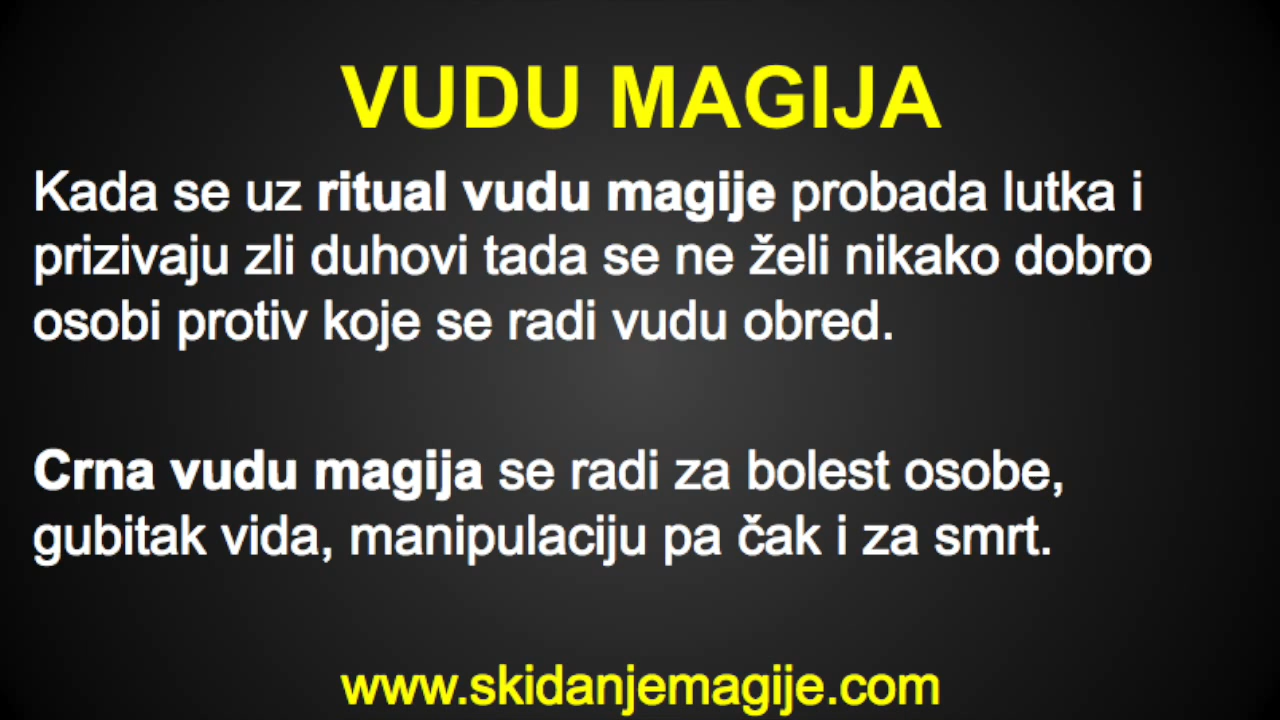 VUDU MAGIJA
Kada se uz ritual vudu magije probada lutka i
prizivaju zli duhovi tada se ne želi nikako dobro
osobi protiv koje se radi vudu obred.
Crna vudu magija se radi za bolest osobe,
gubitak vida, manipulaciju pa čak i za smrt.
www.skidanjemagije.com